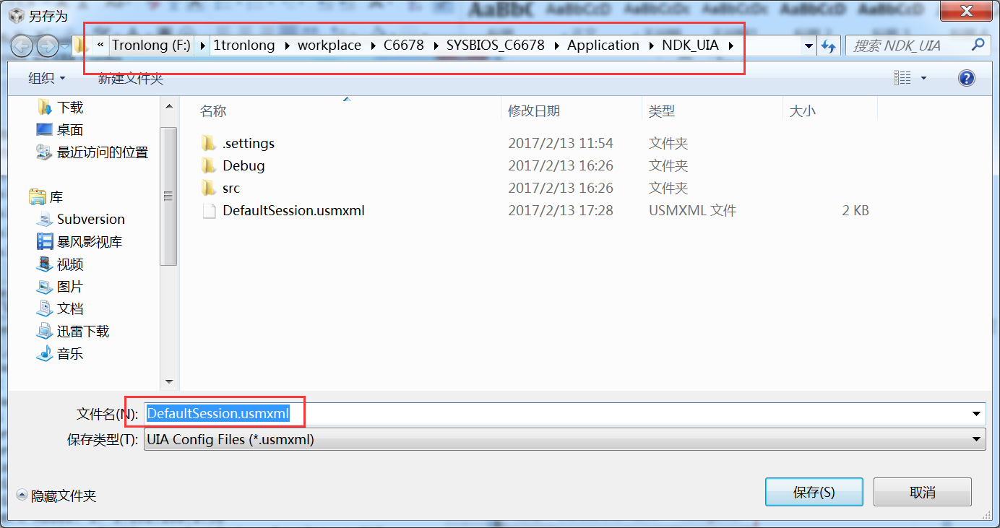 另存为
« Tronlong (F:) 1tronlong workplace C6678 SYSBIOS_C6678 Application NDK_UIA 搜索 NDK_UIA
组织 新建文件夹
下载
桌面
最近访问的位置
库
Subversion
暴风影视库
视频
图片
文档
迅雷下载
音乐
名称 修改日期 类型 大小
.settings 2017/2/13 11:54 文件夹
Debug 2017/2/13 16:26 文件夹
src 2017/2/13 16:26 文件夹
DefaultSession.usmxml 2017/2/13 17:28 USMXML 文件 2 KB
文件名(N): DefaultSession.usmxml
保存类型(T): UIA Config Files (*.usmxml)
隐藏文件夹 保存(S) 取消